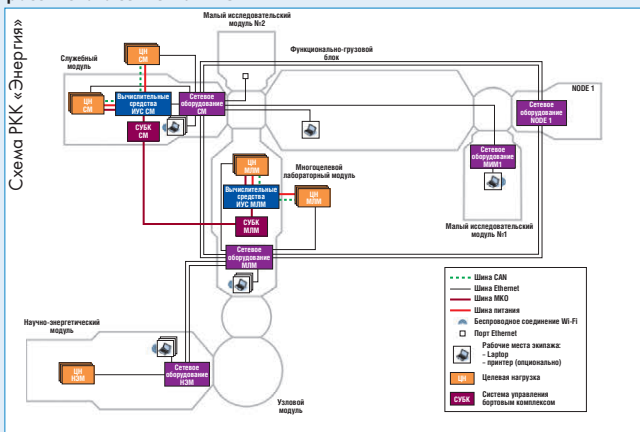 Схема РКК «Энергия»
Малый исследовательский
модуль №2
Служебный
модуль
Функционально-грузовой
блок
NODE 1
ЦН
СМ
ЦН
СМ
Вычислительные
средства
ИУС СМ
Сетевое
оборудование
СМ
СУБК
СМ
Сетевое
оборудование
NODE 1
Сетевое
оборудование
МИМ1
Малый исследовательский
модуль №1
Многоцелевой
лабораторный модуль
ЦН
МЛМ
Вычислительные
средства
ИУС МЛМ
ЦН
МЛМ
СУБК
МЛМ
Сетевое
оборудование
МЛМ
Научно-энергетический
модуль
ЦН
НЭМ
Сетевое
оборудование
НЭМ
Узловой
модуль
– Шина CAN
– Шина Ethernet
– Шина МКО
– Шина питания
– Беспроводное соединение Wi-Fi
– Порт Ethernet
Рабочие места экипажа:
- Laptop
- принтер (опционально)
ЦН
Целевая нагрузка
СУБК
Система управления
бортовым комплексом